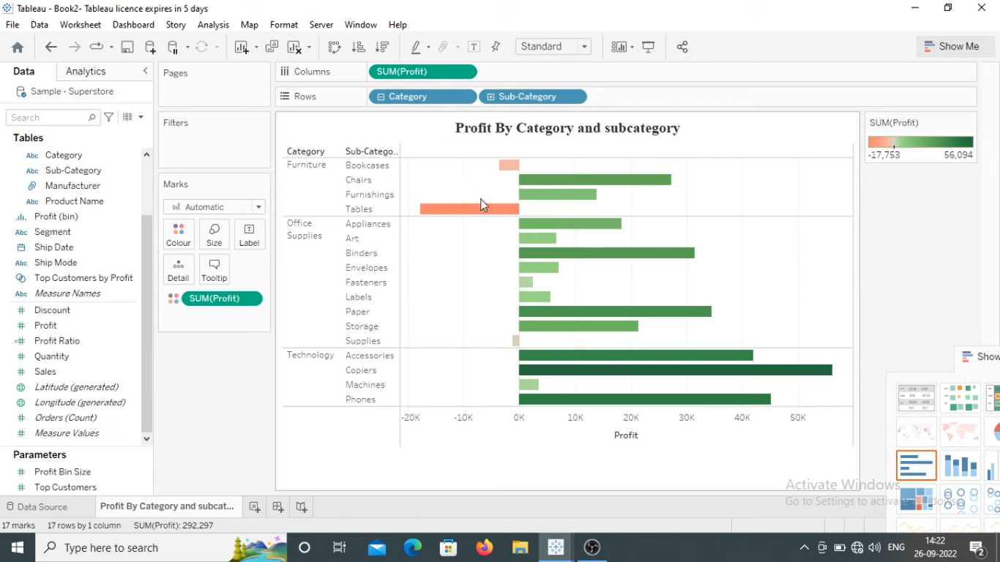 Tableau - Book2- Tableau licence expires in 5 days
File Data Worksheet Dashboard Story Analysis Map Format Server Window Help
Standard
Show Me
Data Analytics
Sample - Superstore
Search
Tables
Abc Category
Abc Sub-Category
Manufacturer
Abc Product Name
Profit (bin)
Abc Segment
Ship Date
Abc Ship Mode
Top Customers by Profit
Abc Measure Names
# Discount
# Profit
=# Profit Ratio
# Quantity
# Sales
Latitude (generated)
Longitude (generated)
# Orders (Count)
# Measure Values
Parameters
# Profit Bin Size
# Top Customers
Pages
Filters
Marks
Automatic
Colour Size Label
Detail Tooltip
SUM(Profit)
Columns SUM(Profit)
Rows Category Sub-Category
Profit By Category and subcategory
Category Sub-Catego..
Furniture Bookcases
Chairs
Furnishings
Tables
Office Supplies Appliances
Art
Binders
Envelopes
Fasteners
Labels
Paper
Storage
Supplies
Technology Accessories
Copiers
Machines
Phones
-20K -10K 0K 10K 20K 30K 40K 50K
Profit
SUM(Profit)
-17,753 56,094
Show
Activate Windows
Go to Settings to activate
Data Source Profit By Category and subcat...
17 marks 17 rows by 1 column SUM(Profit): 292,297
Type here to search
ENG
14:22
26-09-2022
2